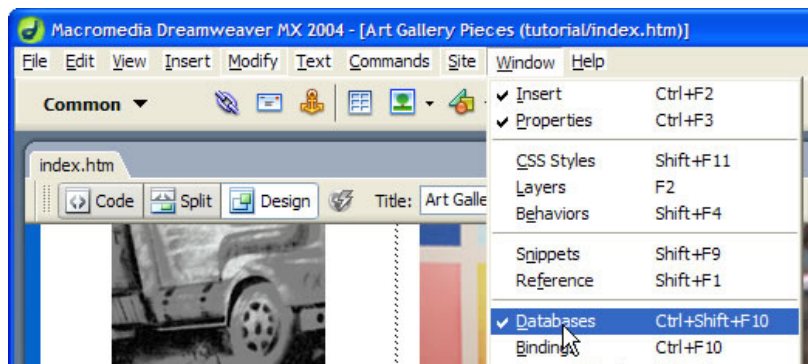 Macromedia Dreamweaver MX 2004 - [Art Gallery Pieces (tutorial/index.htm)]
File Edit View Insert Modify Text Commands Site Window Help
Common
Insert Ctrl+F2
Properties Ctrl+F3
index.htm
CSS Styles Shift+F11
Code Split Design Title: Art Galle
Layers F2
Behaviors Shift+F4
Snippets Shift+F9
Reference Shift+F1
Databases Ctrl+Shift+F10
Bindings Ctrl+F10